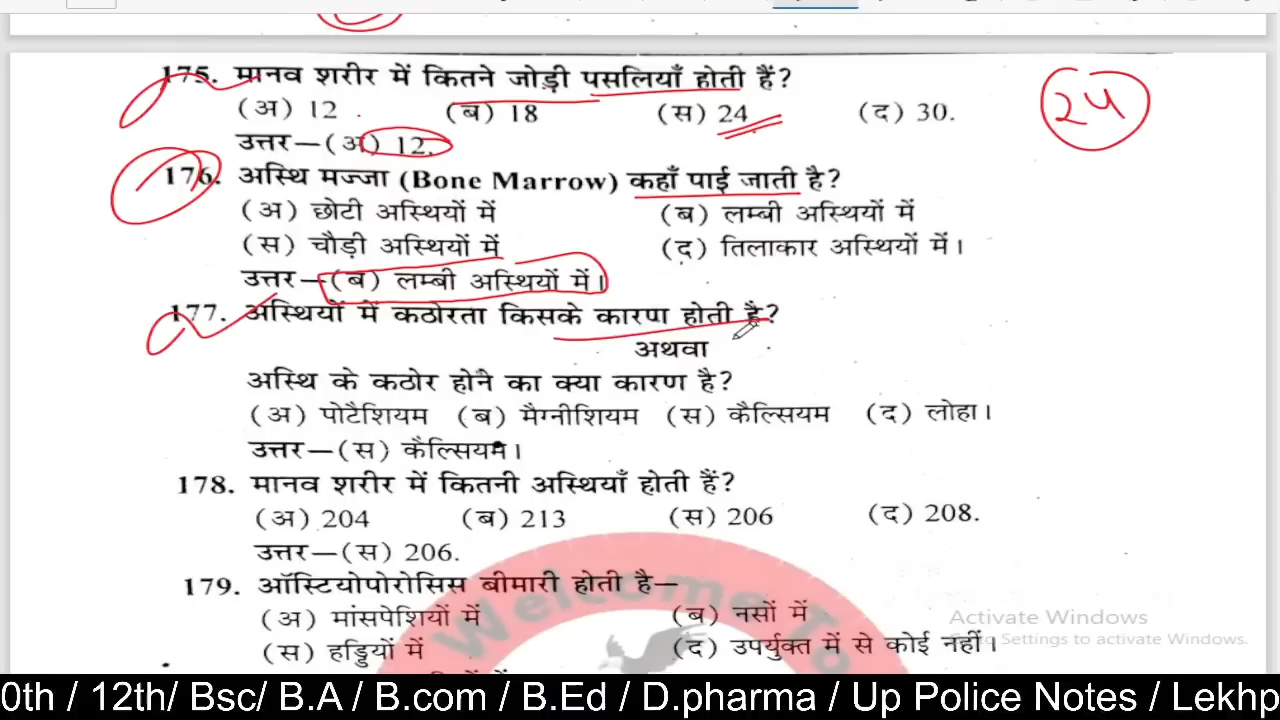 175. मानव शरीर में कितने जोड़ी पसलियाँ होती हैं?
(अ) 12 (ब) 18 (स) 24 (द) 30.
24
उत्तर—(अ) 12.
176. अस्थि मज्जा (Bone Marrow) कहाँ पाई जाती है?
(अ) छोटी अस्थियों में (ब) लम्बी अस्थियों में
(स) चौड़ी अस्थियों में (द) तिलाकार अस्थियों में।
उत्तर—(ब) लम्बी अस्थियों में।
177. अस्थियों में कठोरता किसके कारण होती है?
अथवा
अस्थि के कठोर होने का क्या कारण है?
(अ) पोटैशियम (ब) मैग्नीशियम (स) कैल्सियम (द) लोहा।
उत्तर—(स) कैल्सियम।
178. मानव शरीर में कितनी अस्थियाँ होती हैं?
(अ) 204 (ब) 213 (स) 206 (द) 208.
उत्तर—(स) 206.
179. ऑस्टियोपोरोसिस बीमारी होती है—
(अ) मांसपेशियों में (ब) नसों में
(स) हड्डियों में (द) उपर्युक्त में से कोई नहीं।
Welcome To
Activate Windows
Go to Settings to activate Windows.
0th / 12th/ Bsc/ B.A / B.com / B.Ed / D.pharma / Up Police Notes / Lekhp